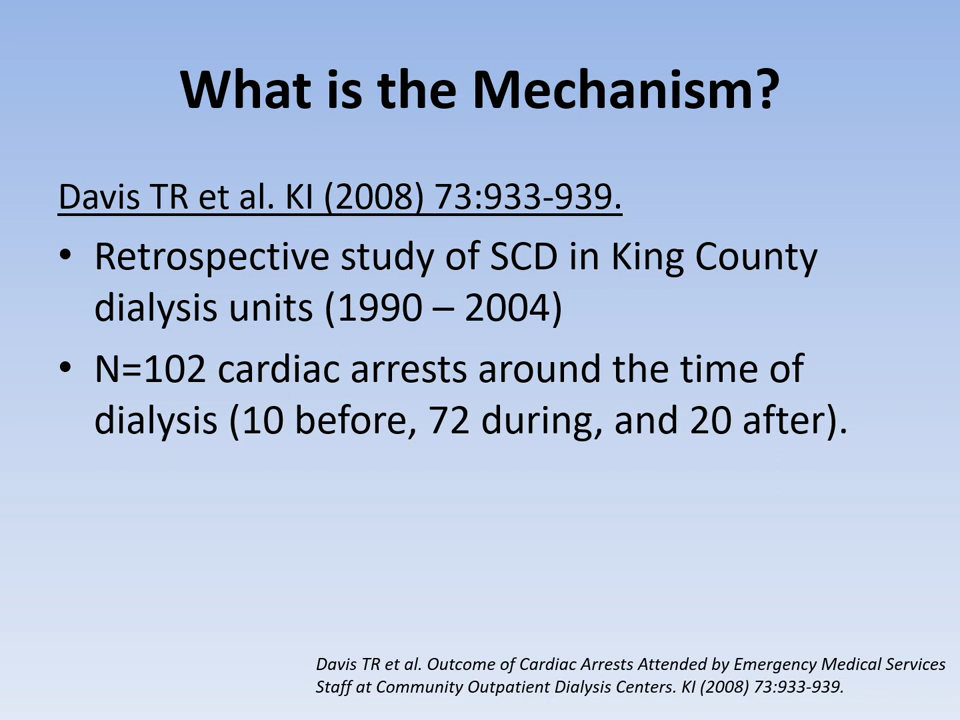 What is the Mechanism?
Davis TR et al. KI (2008) 73:933-939.
• Retrospective study of SCD in King County
dialysis units (1990 – 2004)
• N=102 cardiac arrests around the time of
dialysis (10 before, 72 during, and 20 after).
Davis TR et al. Outcome of Cardiac Arrests Attended by Emergency Medical Services
Staff at Community Outpatient Dialysis Centers. KI (2008) 73:933-939.